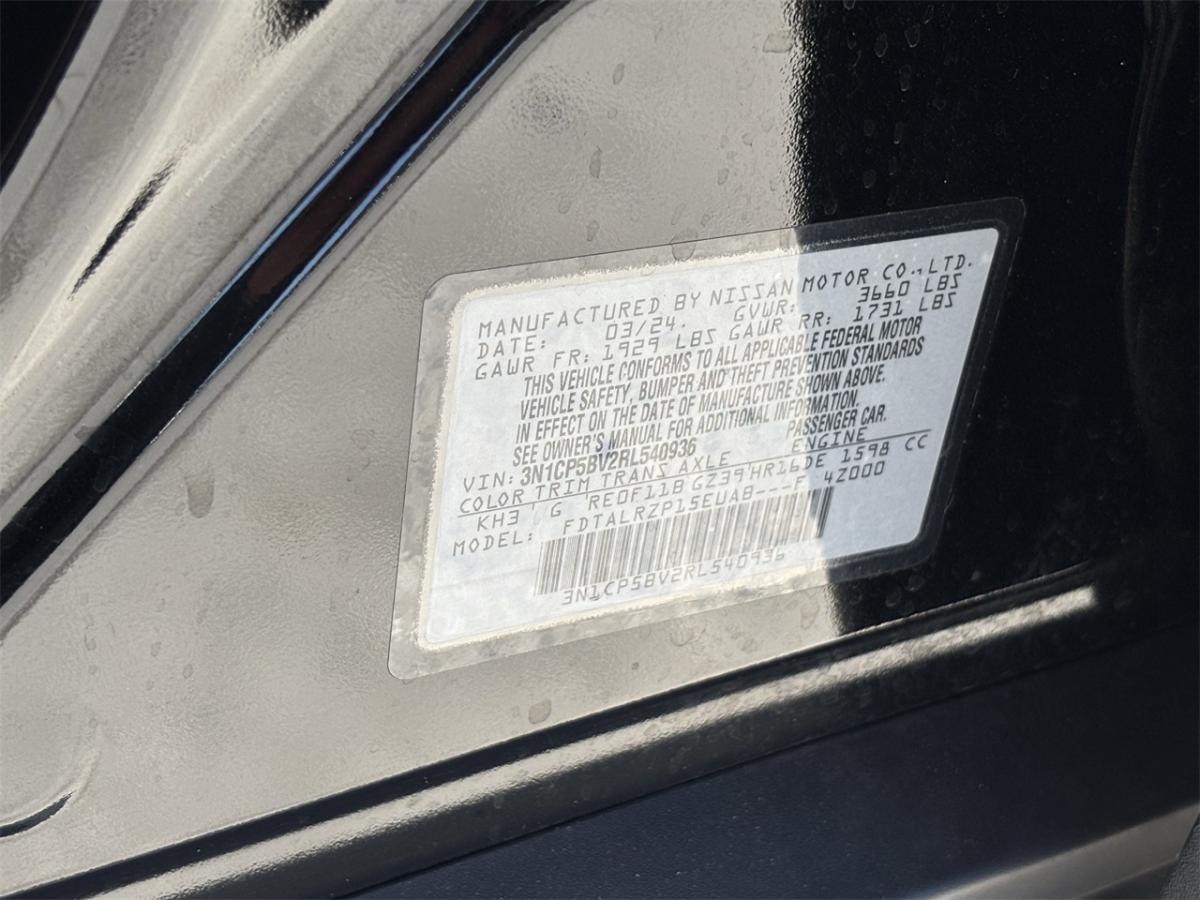 MANUFACTURED BY NISSAN MOTOR CO., LTD.
DATE: 03/24. GVWR: 3660 LBS
GAWR FR: 1929 LBS GAWR RR: 1731 LBS
THIS VEHICLE CONFORMS TO ALL APPLICABLE FEDERAL MOTOR
VEHICLE SAFETY, BUMPER AND THEFT PREVENTION STANDARDS
IN EFFECT ON THE DATE OF MANUFACTURE SHOWN ABOVE.
SEE OWNER'S MANUAL FOR ADDITIONAL INFORMATION.
VIN: 3N1CP5BV2RL540936 PASSENGER CAR.
COLOR TRIM TRANS AXLE ENGINE
KH3 G RE0F11B GZ39 HR16DE 1598 CC
MODEL: FDTALRZP15EUAB---F 42000
3N1CP5BV2RL540936